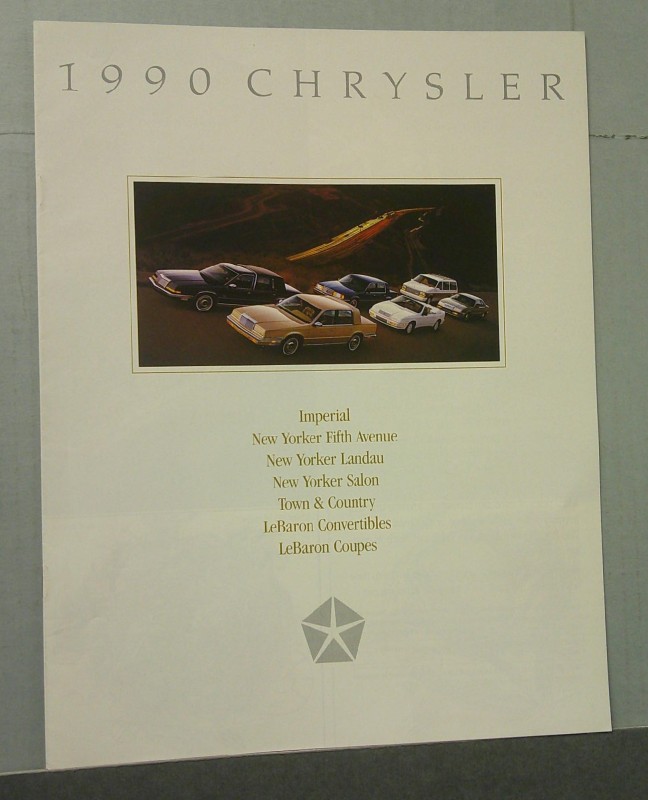 1990 CHRYSLER
Imperial
New Yorker Fifth Avenue
New Yorker Landau
New Yorker Salon
Town & Country
LeBaron Convertibles
LeBaron Coupes